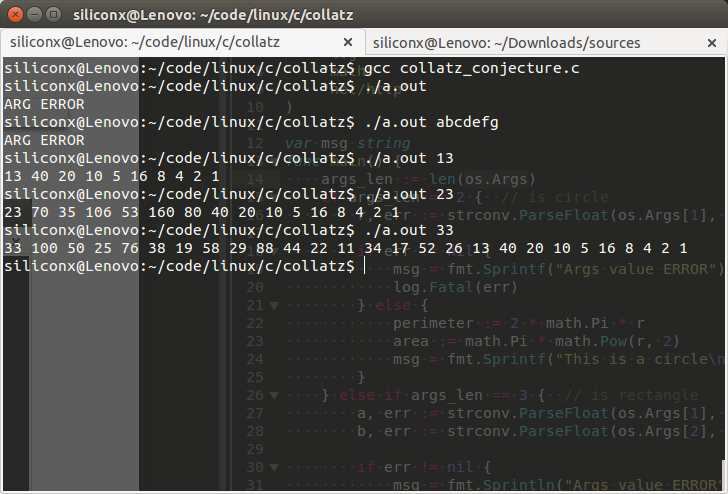 siliconx@Lenovo: ~/code/linux/c/collatz
siliconx@Lenovo: ~/code/linux/c/collatz × siliconx@Lenovo: ~/Downloads/sources ×
siliconx@Lenovo:~/code/linux/c/collatz$ gcc collatz_conjecture.c
siliconx@Lenovo:~/code/linux/c/collatz$ ./a.out
ARG ERROR
siliconx@Lenovo:~/code/linux/c/collatz$ ./a.out abcdefg
ARG ERROR
siliconx@Lenovo:~/code/linux/c/collatz$ ./a.out 13
13 40 20 10 5 16 8 4 2 1
siliconx@Lenovo:~/code/linux/c/collatz$ ./a.out 23
23 70 35 106 53 160 80 40 20 10 5 16 8 4 2 1
siliconx@Lenovo:~/code/linux/c/collatz$ ./a.out 33
33 100 50 25 76 38 19 58 29 88 44 22 11 34 17 52 26 13 40 20 10 5 16 8 4 2 1
siliconx@Lenovo:~/code/linux/c/collatz$
10 )
12 var msg string
14 args_len := len(os.Args)
{ // is circle
err := strconv.ParseFloat(os.Args[1],
nil {
19 msg = fmt.Sprintf("Args value ERROR")
20 log.Fatal(err)
21 } else {
22 perimeter := 2 * math.Pi * r
23 area := math.Pi * math.Pow(r, 2)
24 msg = fmt.Sprintf("This is a circle\n
25 }
26 } else if args_len == 3 { // is rectangle
27 a, err := strconv.ParseFloat(os.Args[1],
28 b, err := strconv.ParseFloat(os.Args[2],
29
30 if err != nil {
31 msg = fmt.Sprintln("Args value ERROR"